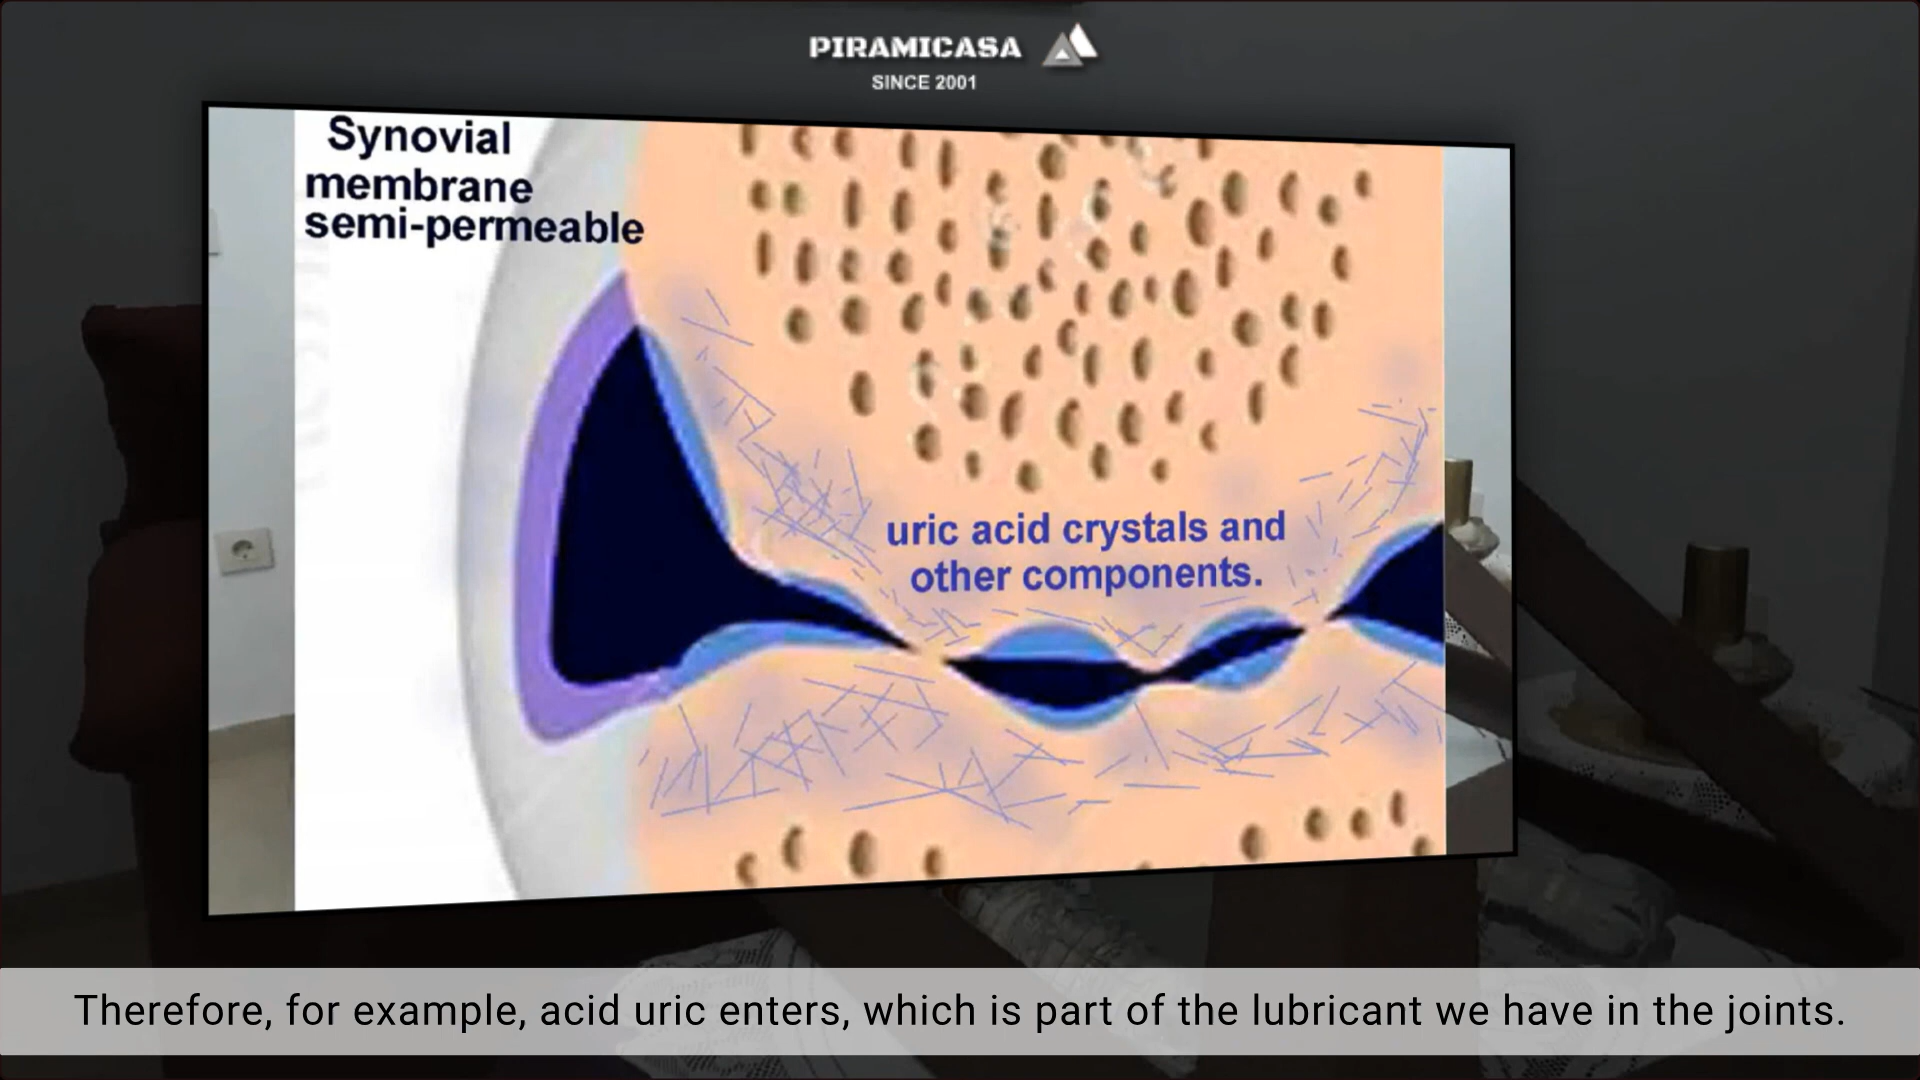 PIRAMICASA
SINCE 2001
Synovial
membrane
semi-permeable
uric acid crystals and
other components.
Therefore, for example, acid uric enters, which is part of the lubricant we have in the joints.